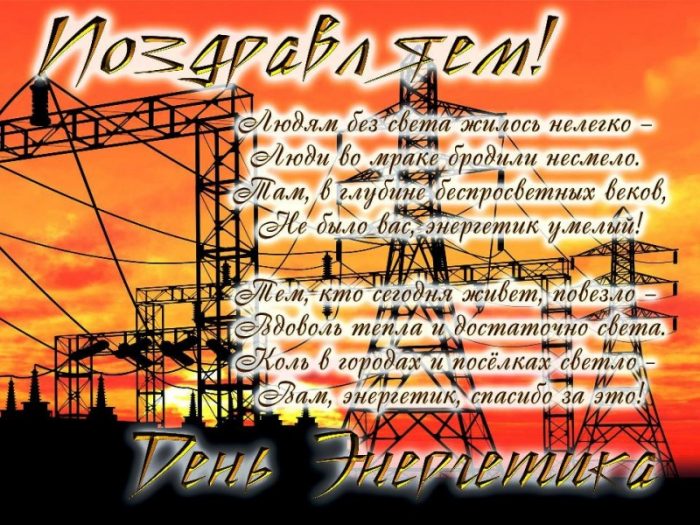 Поздравляем!
Людям без света жилось нелегко –
Люди во мраке бродили несмело.
Там, в глубине беспросветных веков,
Не было вас, энергетик умелый!
Тем, кто сегодня живет, повезло –
Вдоволь тепла и достаточно света.
Коль в городах и посёлках светло –
Вам, энергетик, спасибо за это!
День Энергетика